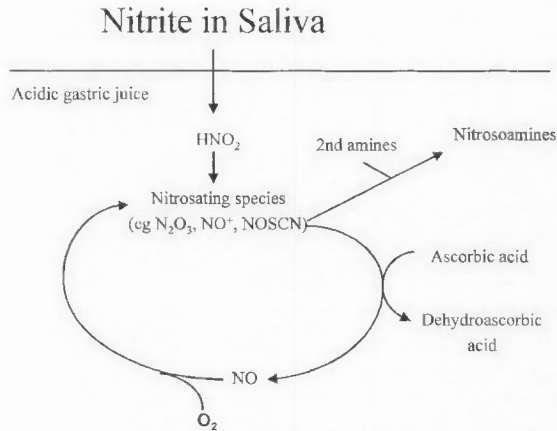 Nitrite in Saliva
Acidic gastric juice
HNO₂
2nd amines
Nitrosoamines
Nitrosating species
(eg N₂O₃, NO⁺, NOSCN)
Ascorbic acid
Dehydroascorbic
acid
NO
O₂